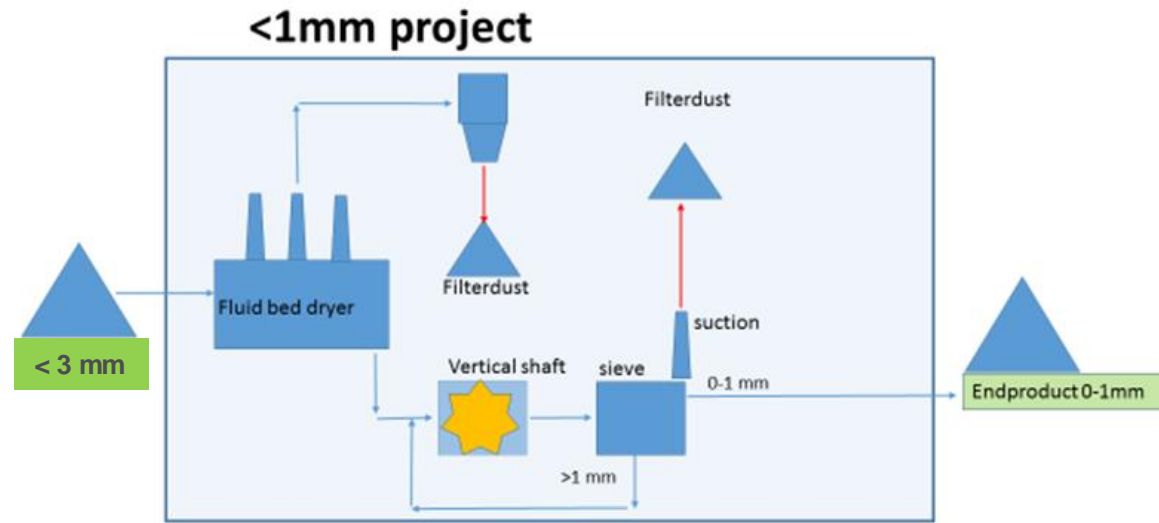 <1mm project
Filterdust
Fluid bed dryer
Filterdust
< 3 mm
suction
Vertical shaft
sieve
0-1 mm
Endproduct 0-1mm
>1 mm